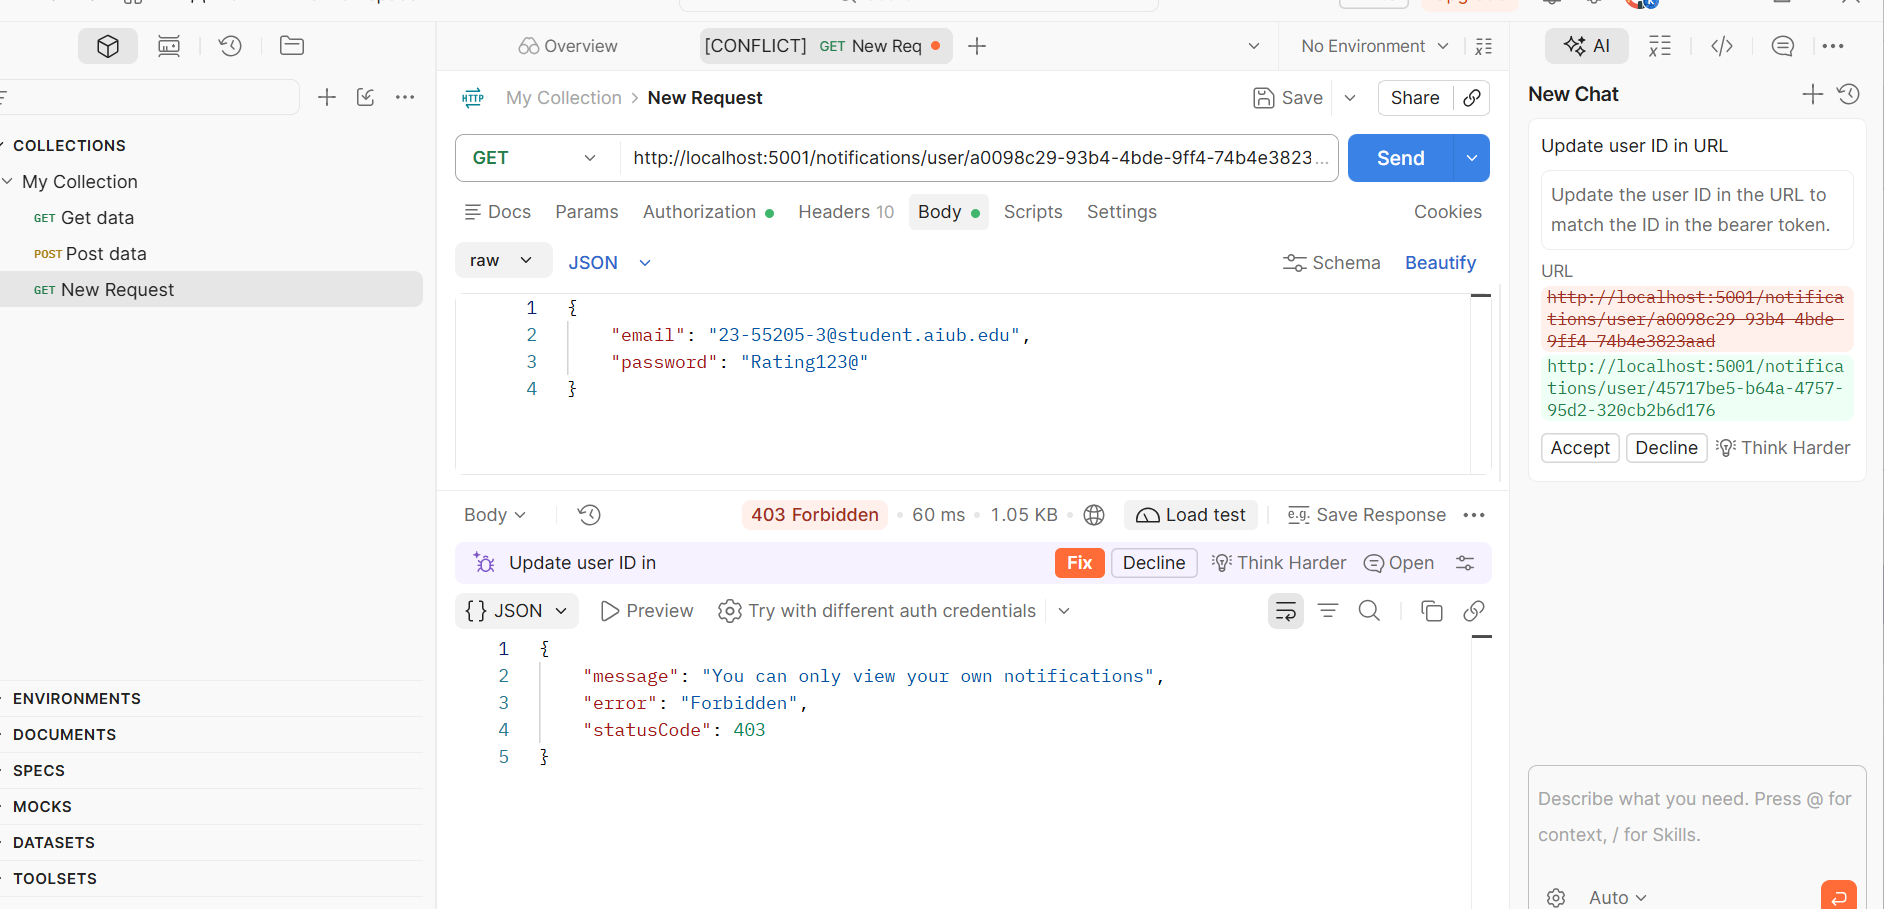 Overview
[CONFLICT] GET New Req
No Environment
AI
My Collection > New Request
Save
Share
New Chat
COLLECTIONS
My Collection
GET Get data
POST Post data
GET New Request
GET
http://localhost:5001/notifications/user/a0098c29-93b4-4bde-9ff4-74b4e3823...
Send
Docs
Params
Authorization
Headers 10
Body
Scripts
Settings
Cookies
raw
JSON
Schema
Beautify
1 {
2 "email": "23-55205-3@student.aiub.edu",
3 "password": "Rating123@"
4 }
Update user ID in URL
Update the user ID in the URL to
match the ID in the bearer token.
URL
http://localhost:5001/notifica
tions/user/a0098c29-93b4-4bde-
9ff4-74b4e3823aad
http://localhost:5001/notifica
tions/user/45717be5-b64a-4757-
95d2-320cb2b6d176
Accept
Decline
Think Harder
Body
403 Forbidden
60 ms
1.05 KB
Load test
e.g. Save Response
Update user ID in
Fix
Decline
Think Harder
Open
{} JSON
Preview
Try with different auth credentials
1 {
2 "message": "You can only view your own notifications",
3 "error": "Forbidden",
4 "statusCode": 403
5 }
ENVIRONMENTS
DOCUMENTS
SPECS
MOCKS
DATASETS
TOOLSETS
Describe what you need. Press @ for
context, / for Skills.
Auto